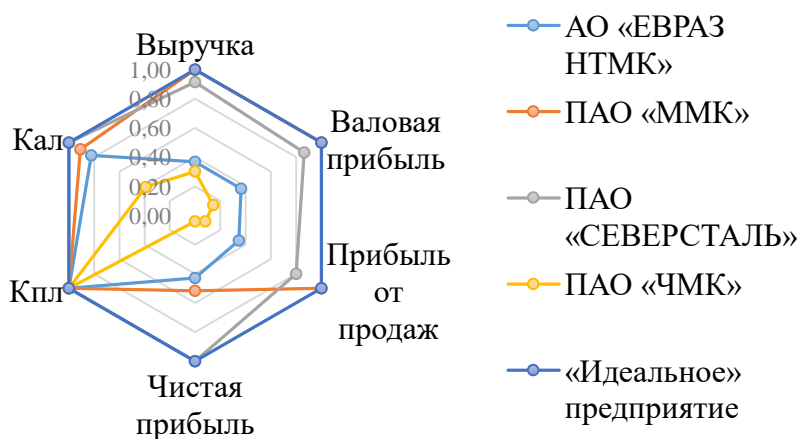 Выручка
1,00
0,80
0,60
0,40
0,20
0,00
Валовая
прибыль
Прибыль
от
продаж
Чистая
прибыль
Кпл
Кал
АО «ЕВРАЗ
НТМК»
ПАО «ММК»
ПАО
«СЕВЕРСТАЛЬ»
ПАО «ЧМК»
«Идеальное»
предприятие